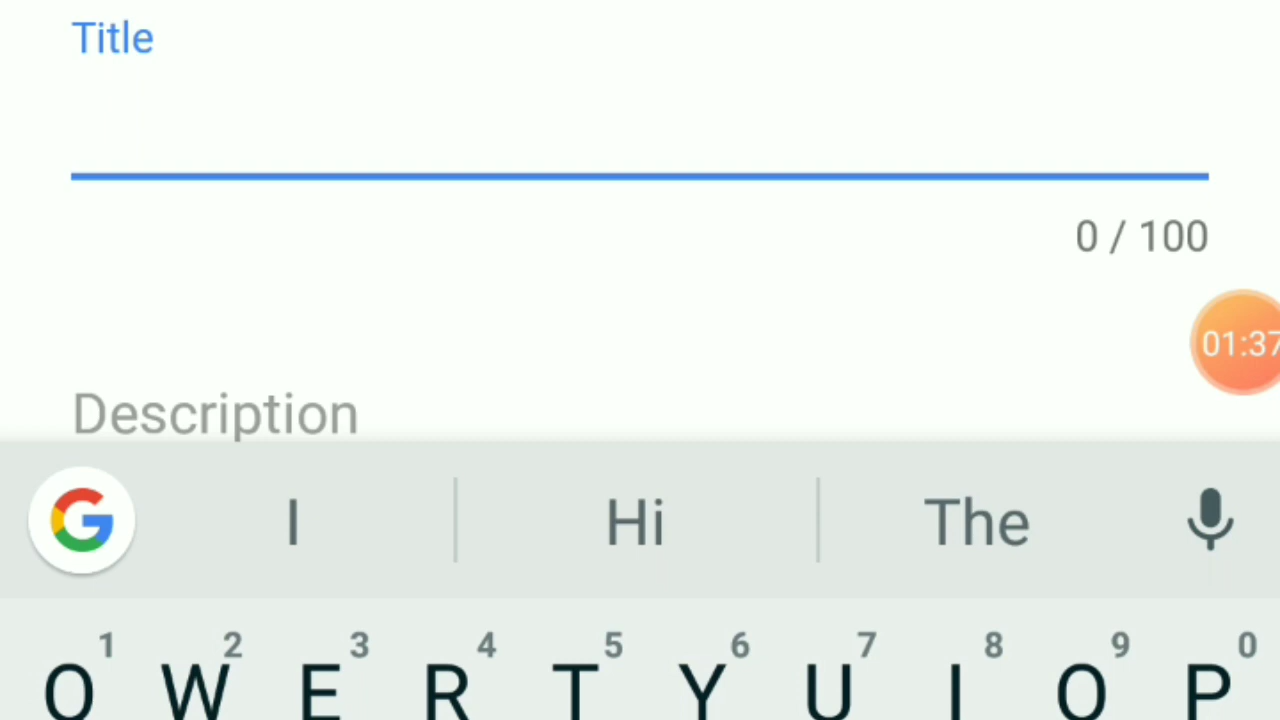 Title
0 / 100
01:37
Description
G I Hi The
1 2 3 4 5 6 7 8 9 0
Q W E R T Y U I O P